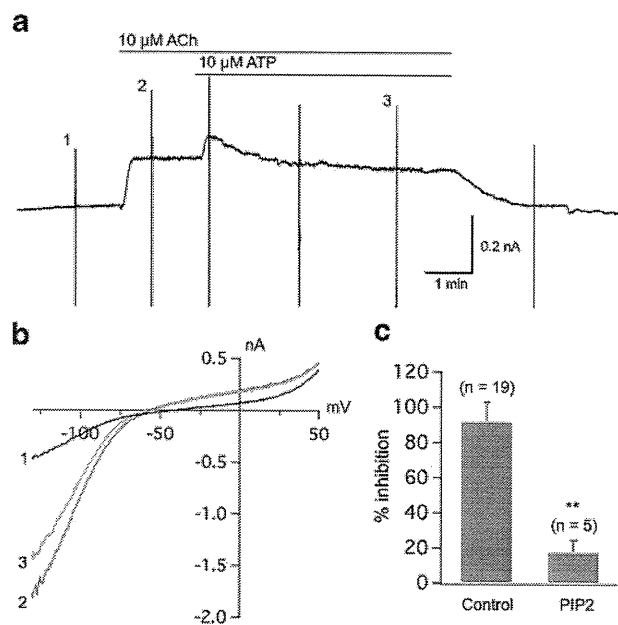 a
10 µM ACh
10 µM ATP
1
2
3
0.2 nA
1 min
b
nA
0.5
mV
-100
-50
50
-0.5
-1.0
-1.5
-2.0
1
3
2
c
% inhibition
120
100
80
60
40
20
0
(n = 19)
**
(n = 5)
Control
PIP2